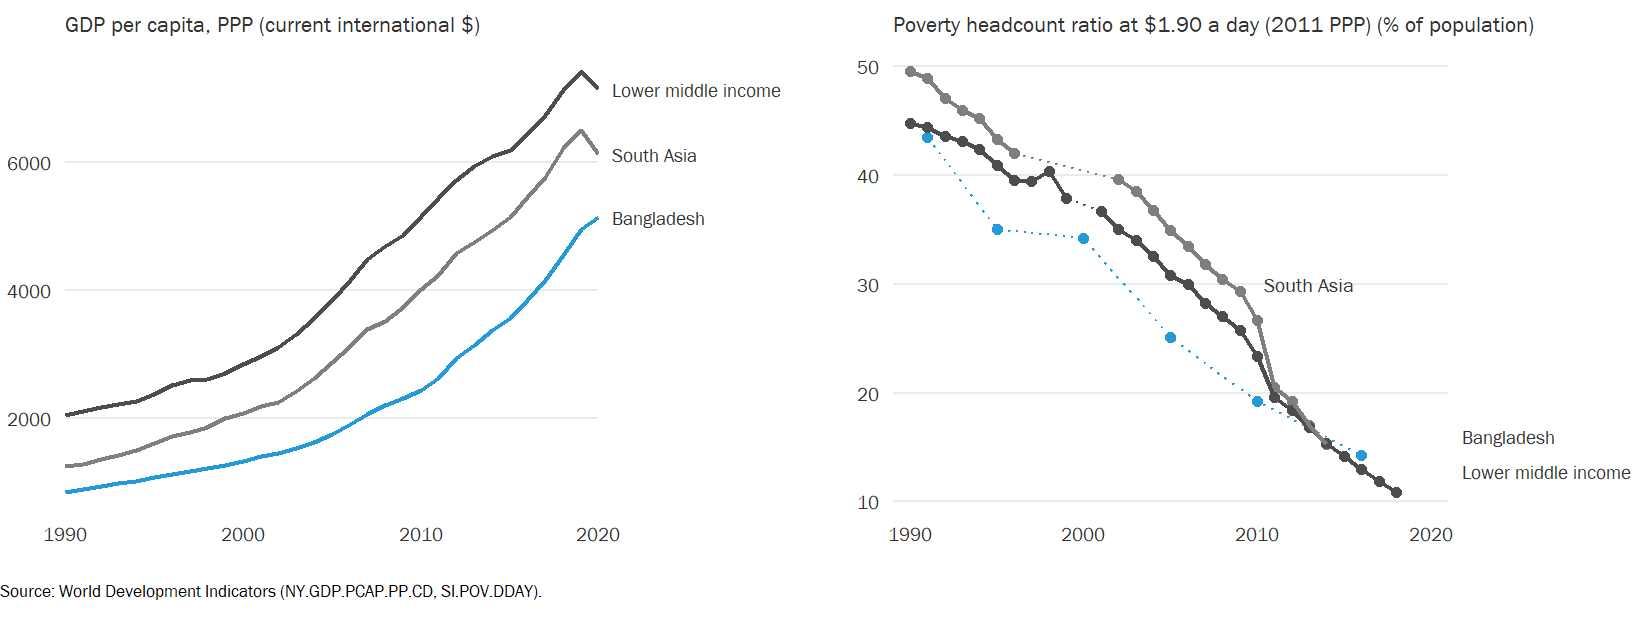 GDP per capita, PPP (current international $)
6000
4000
2000
1990 2000 2010 2020
Lower middle income
South Asia
Bangladesh
Poverty headcount ratio at $1.90 a day (2011 PPP) (% of population)
50
40
30
20
10
1990 2000 2010 2020
South Asia
Bangladesh
Lower middle income
Source: World Development Indicators (NY.GDP.PCAP.PP.CD, SI.POV.DDAY).